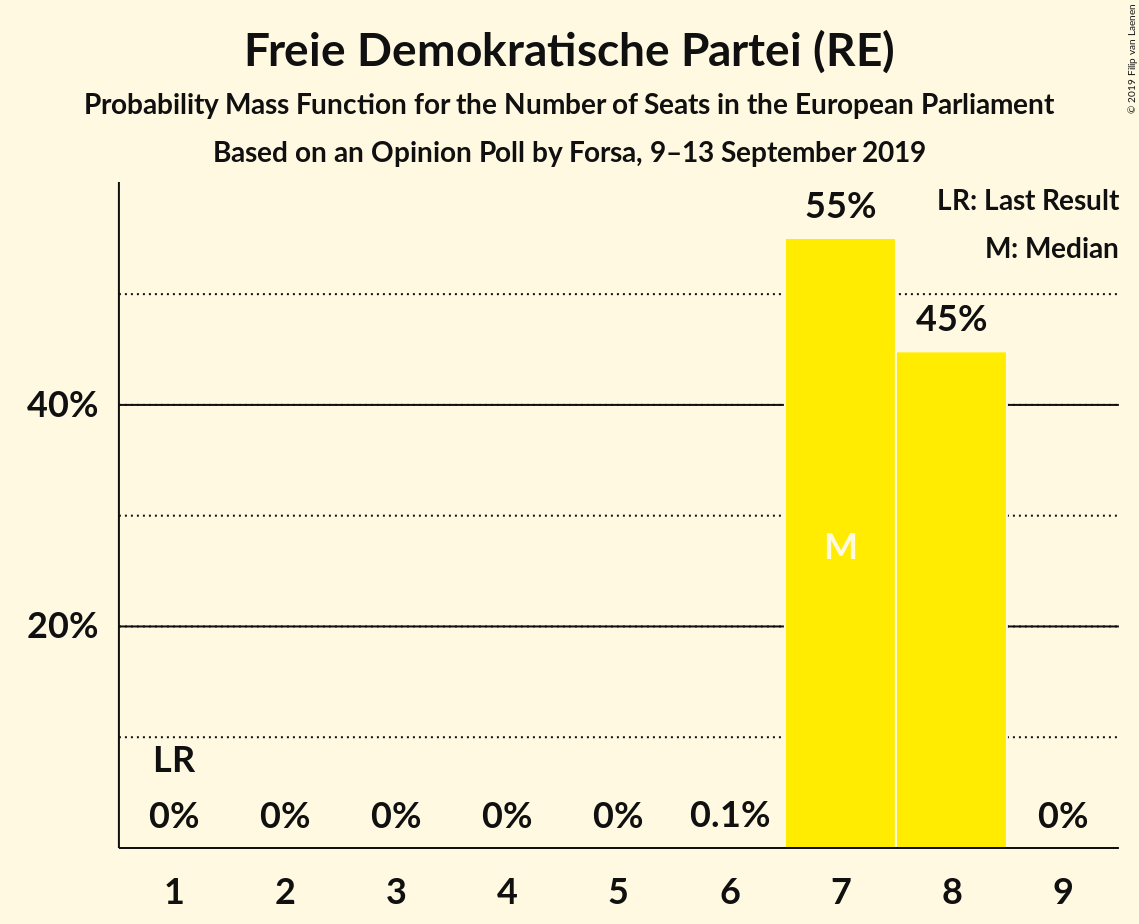 Freie Demokratische Partei (RE)
Probability Mass Function for the Number of Seats in the European Parliament
Based on an Opinion Poll by Forsa, 9–13 September 2019
© 2019 Filip van Laenen
LR: Last Result
M: Median
55%
45%
40%
M
20%
LR
0% 0% 0% 0% 0% 0.1% 0%
1 2 3 4 5 6 7 8 9